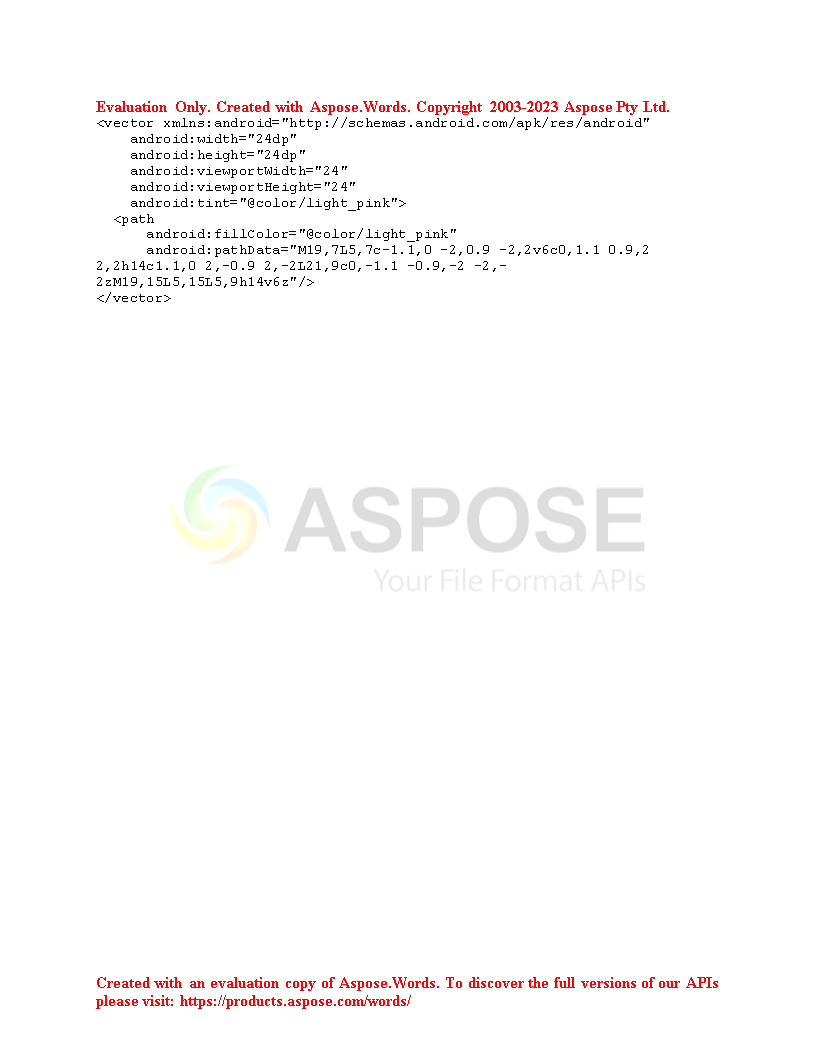 Evaluation Only. Created with Aspose.Words. Copyright 2003-2023 Aspose Pty Ltd.
<vector xmlns:android="http://schemas.android.com/apk/res/android"
    android:width="24dp"
    android:height="24dp"
    android:viewportWidth="24"
    android:viewportHeight="24"
    android:tint="@color/light_pink">
  <path
      android:fillColor="@color/light_pink"
      android:pathData="M19,7L5,7c-1.1,0 -2,0.9 -2,2v6c0,1.1 0.9,2
2,2h14c1.1,0 2,-0.9 2,-2L21,9c0,-1.1 -0.9,-2 -2,-
2zM19,15L5,15L5,9h14v6z"/>
</vector>
ASPOSE
Your File Format APIs
Created with an evaluation copy of Aspose.Words. To discover the full versions of our APIs
please visit: https://products.aspose.com/words/